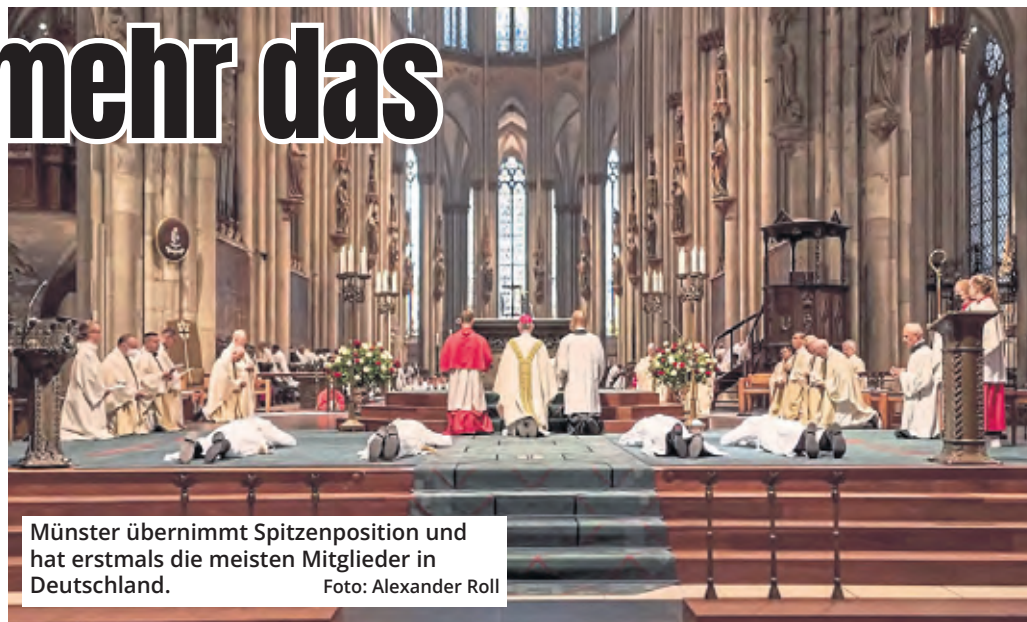 mehr das
Münster übernimmt Spitzenposition und
hat erstmals die meisten Mitglieder in
Deutschland. Foto: Alexander Roll